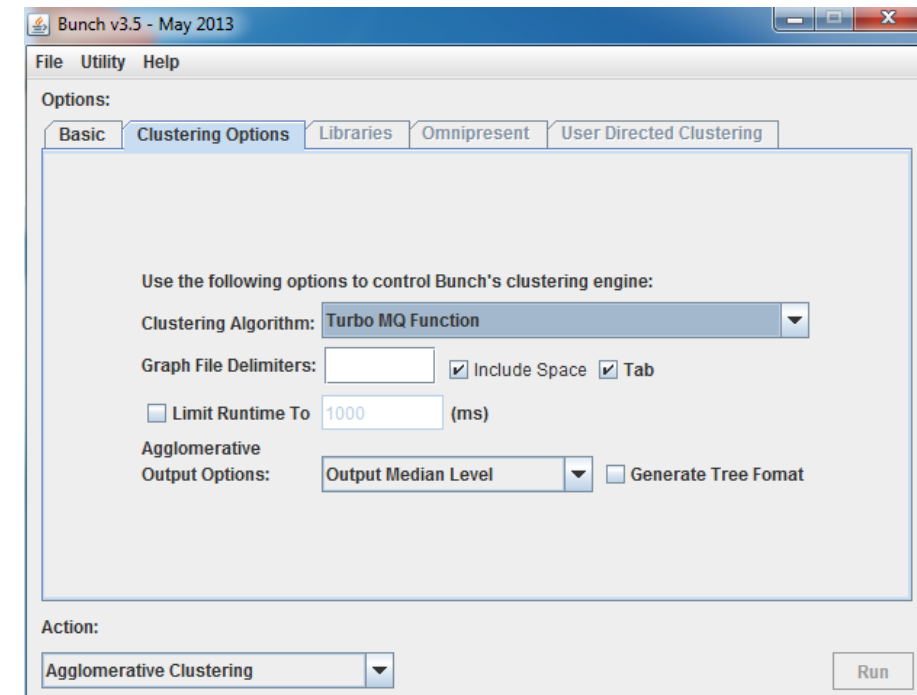 Bunch v3.5 - May 2013
File Utility Help
Options:
Basic Clustering Options Libraries Omnipresent User Directed Clustering
Use the following options to control Bunch's clustering engine:
Clustering Algorithm: Turbo MQ Function
Graph File Delimiters: Include Space Tab
Limit Runtime To 1000 (ms)
Agglomerative
Output Options: Output Median Level Generate Tree Fomat
Action:
Agglomerative Clustering Run